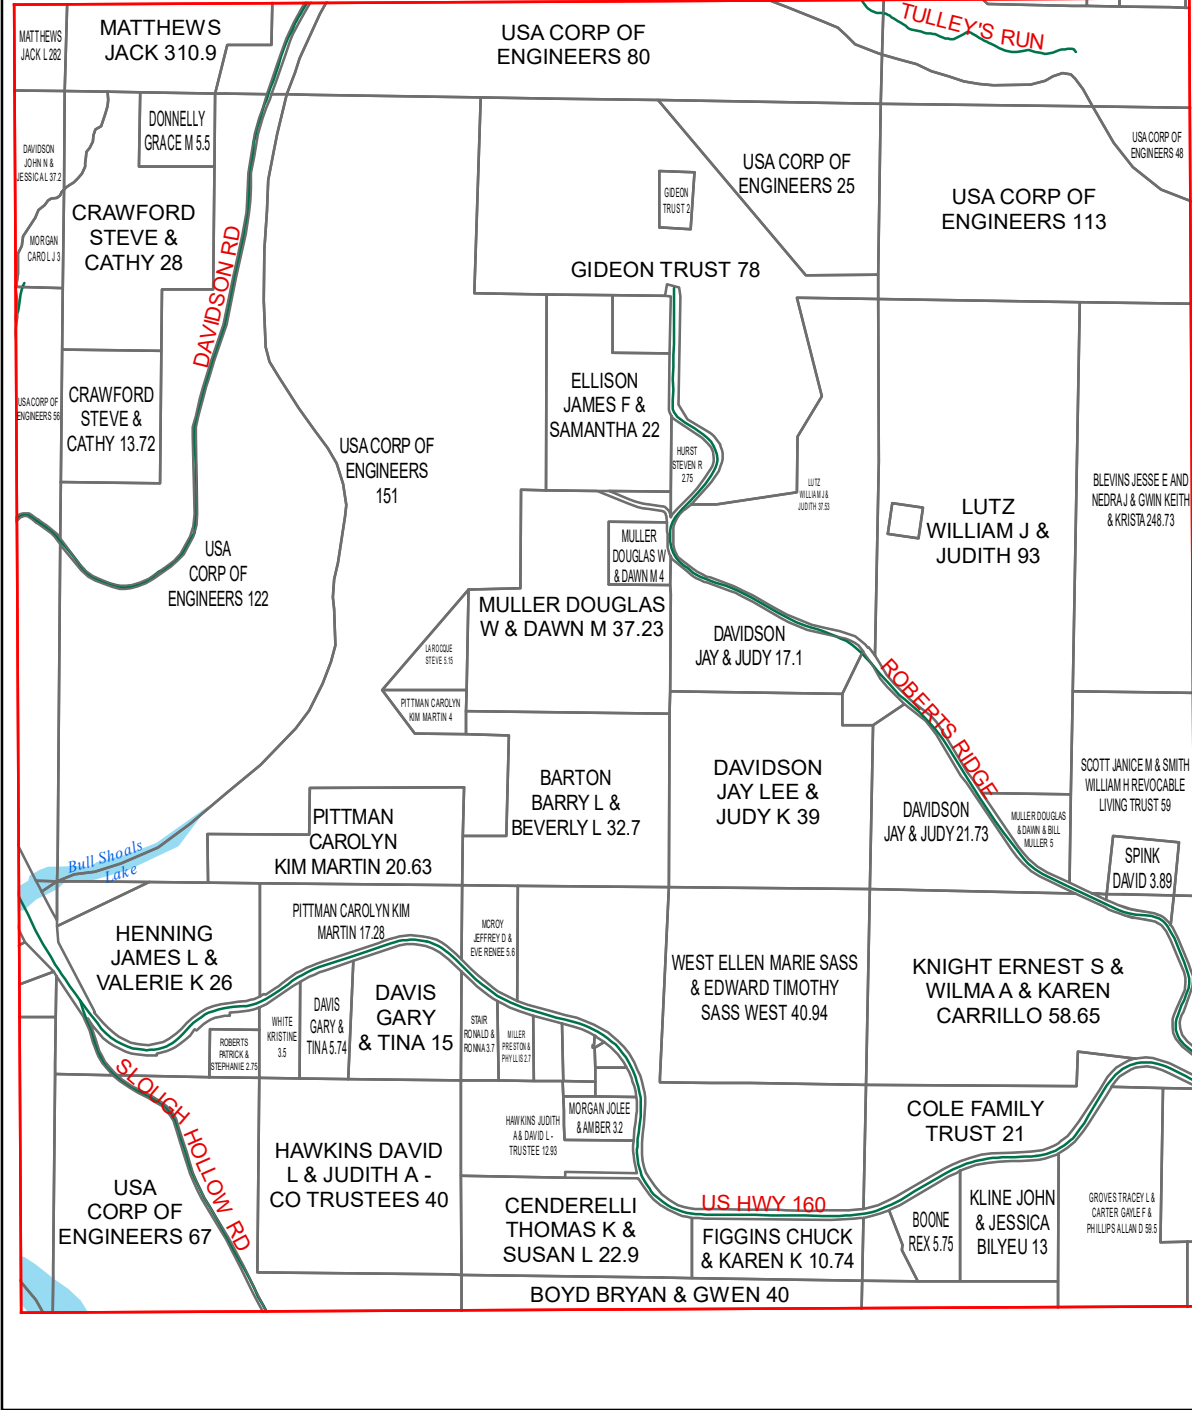 MATTHEWS
JACK L 282
MATTHEWS
JACK 310.9
USA CORP OF
ENGINEERS 80
TULLEY'S RUN
DONNELLY
GRACE M 5.5
DAVIDSON
JOHN N &
JESSICA L 37.2
USA CORP OF
ENGINEERS 48
USA CORP OF
ENGINEERS 25
GIDEON
TRUST 2
USA CORP OF
ENGINEERS 113
CRAWFORD
STEVE &
CATHY 28
MORGAN
CAROL J 3
DAVIDSON RD
GIDEON TRUST 78
CRAWFORD
STEVE &
CATHY 13.72
USA CORP OF
ENGINEERS 56
ELLISON
JAMES F &
SAMANTHA 22
USA CORP OF
ENGINEERS
151
HURST
STEVEN R
2.75
LUTZ
WILLIAM J &
JUDITH 37.53
LUTZ
WILLIAM J &
JUDITH 93
BLEVINS JESSE E AND
NEDRA J & GWIN KEITH
& KRISTA 248.73
USA
CORP OF
ENGINEERS 122
MULLER
DOUGLAS W
& DAWN M 4
MULLER DOUGLAS
W & DAWN M 37.23
LAROCQUE
STEVE 5.15
DAVIDSON
JAY & JUDY 17.1
PITTMAN CAROLYN
KIM MARTIN 4
ROBERTS RIDGE
BARTON
BARRY L &
BEVERLY L 32.7
DAVIDSON
JAY LEE &
JUDY K 39
DAVIDSON
JAY & JUDY 21.73
SCOTT JANICE M & SMITH
WILLIAM H REVOCABLE
LIVING TRUST 59
MULLER DOUGLAS
& DAWN & BILL
MULLER 5
PITTMAN
CAROLYN
KIM MARTIN 20.63
Bull Shoals
Lake
SPINK
DAVID 3.89
HENNING
JAMES L &
VALERIE K 26
PITTMAN CAROLYN KIM
MARTIN 17.28
MCROY
JEFFREY D &
EVE RENEE 5.6
WEST ELLEN MARIE SASS
& EDWARD TIMOTHY
SASS WEST 40.94
KNIGHT ERNEST S &
WILMA A & KAREN
CARRILLO 58.65
ROBERTS
PATRICK &
STEPHANIE 2.75
WHITE
KRISTINE
3.5
DAVIS
GARY &
TINA 5.74
DAVIS
GARY
& TINA 15
STAIR
RONALD &
RONNA 3.7
MILLER
PRESTON &
PHYLLIS 2.7
SLOUGH HOLLOW RD
HAWKINS JUDITH
A & DAVID L -
TRUSTEE 12.93
MORGAN JOLEE
& AMBER 3.2
COLE FAMILY
TRUST 21
HAWKINS DAVID
L & JUDITH A -
CO TRUSTEES 40
USA
CORP OF
ENGINEERS 67
CENDERELLI
THOMAS K &
SUSAN L 22.9
US HWY 160
FIGGINS CHUCK
& KAREN K 10.74
BOONE
REX 5.75
KLINE JOHN
& JESSICA
BILYEU 13
GROVES TRACEY L &
CARTER GAYLE F &
PHILLIPS ALLAN D 59.5
BOYD BRYAN & GWEN 40